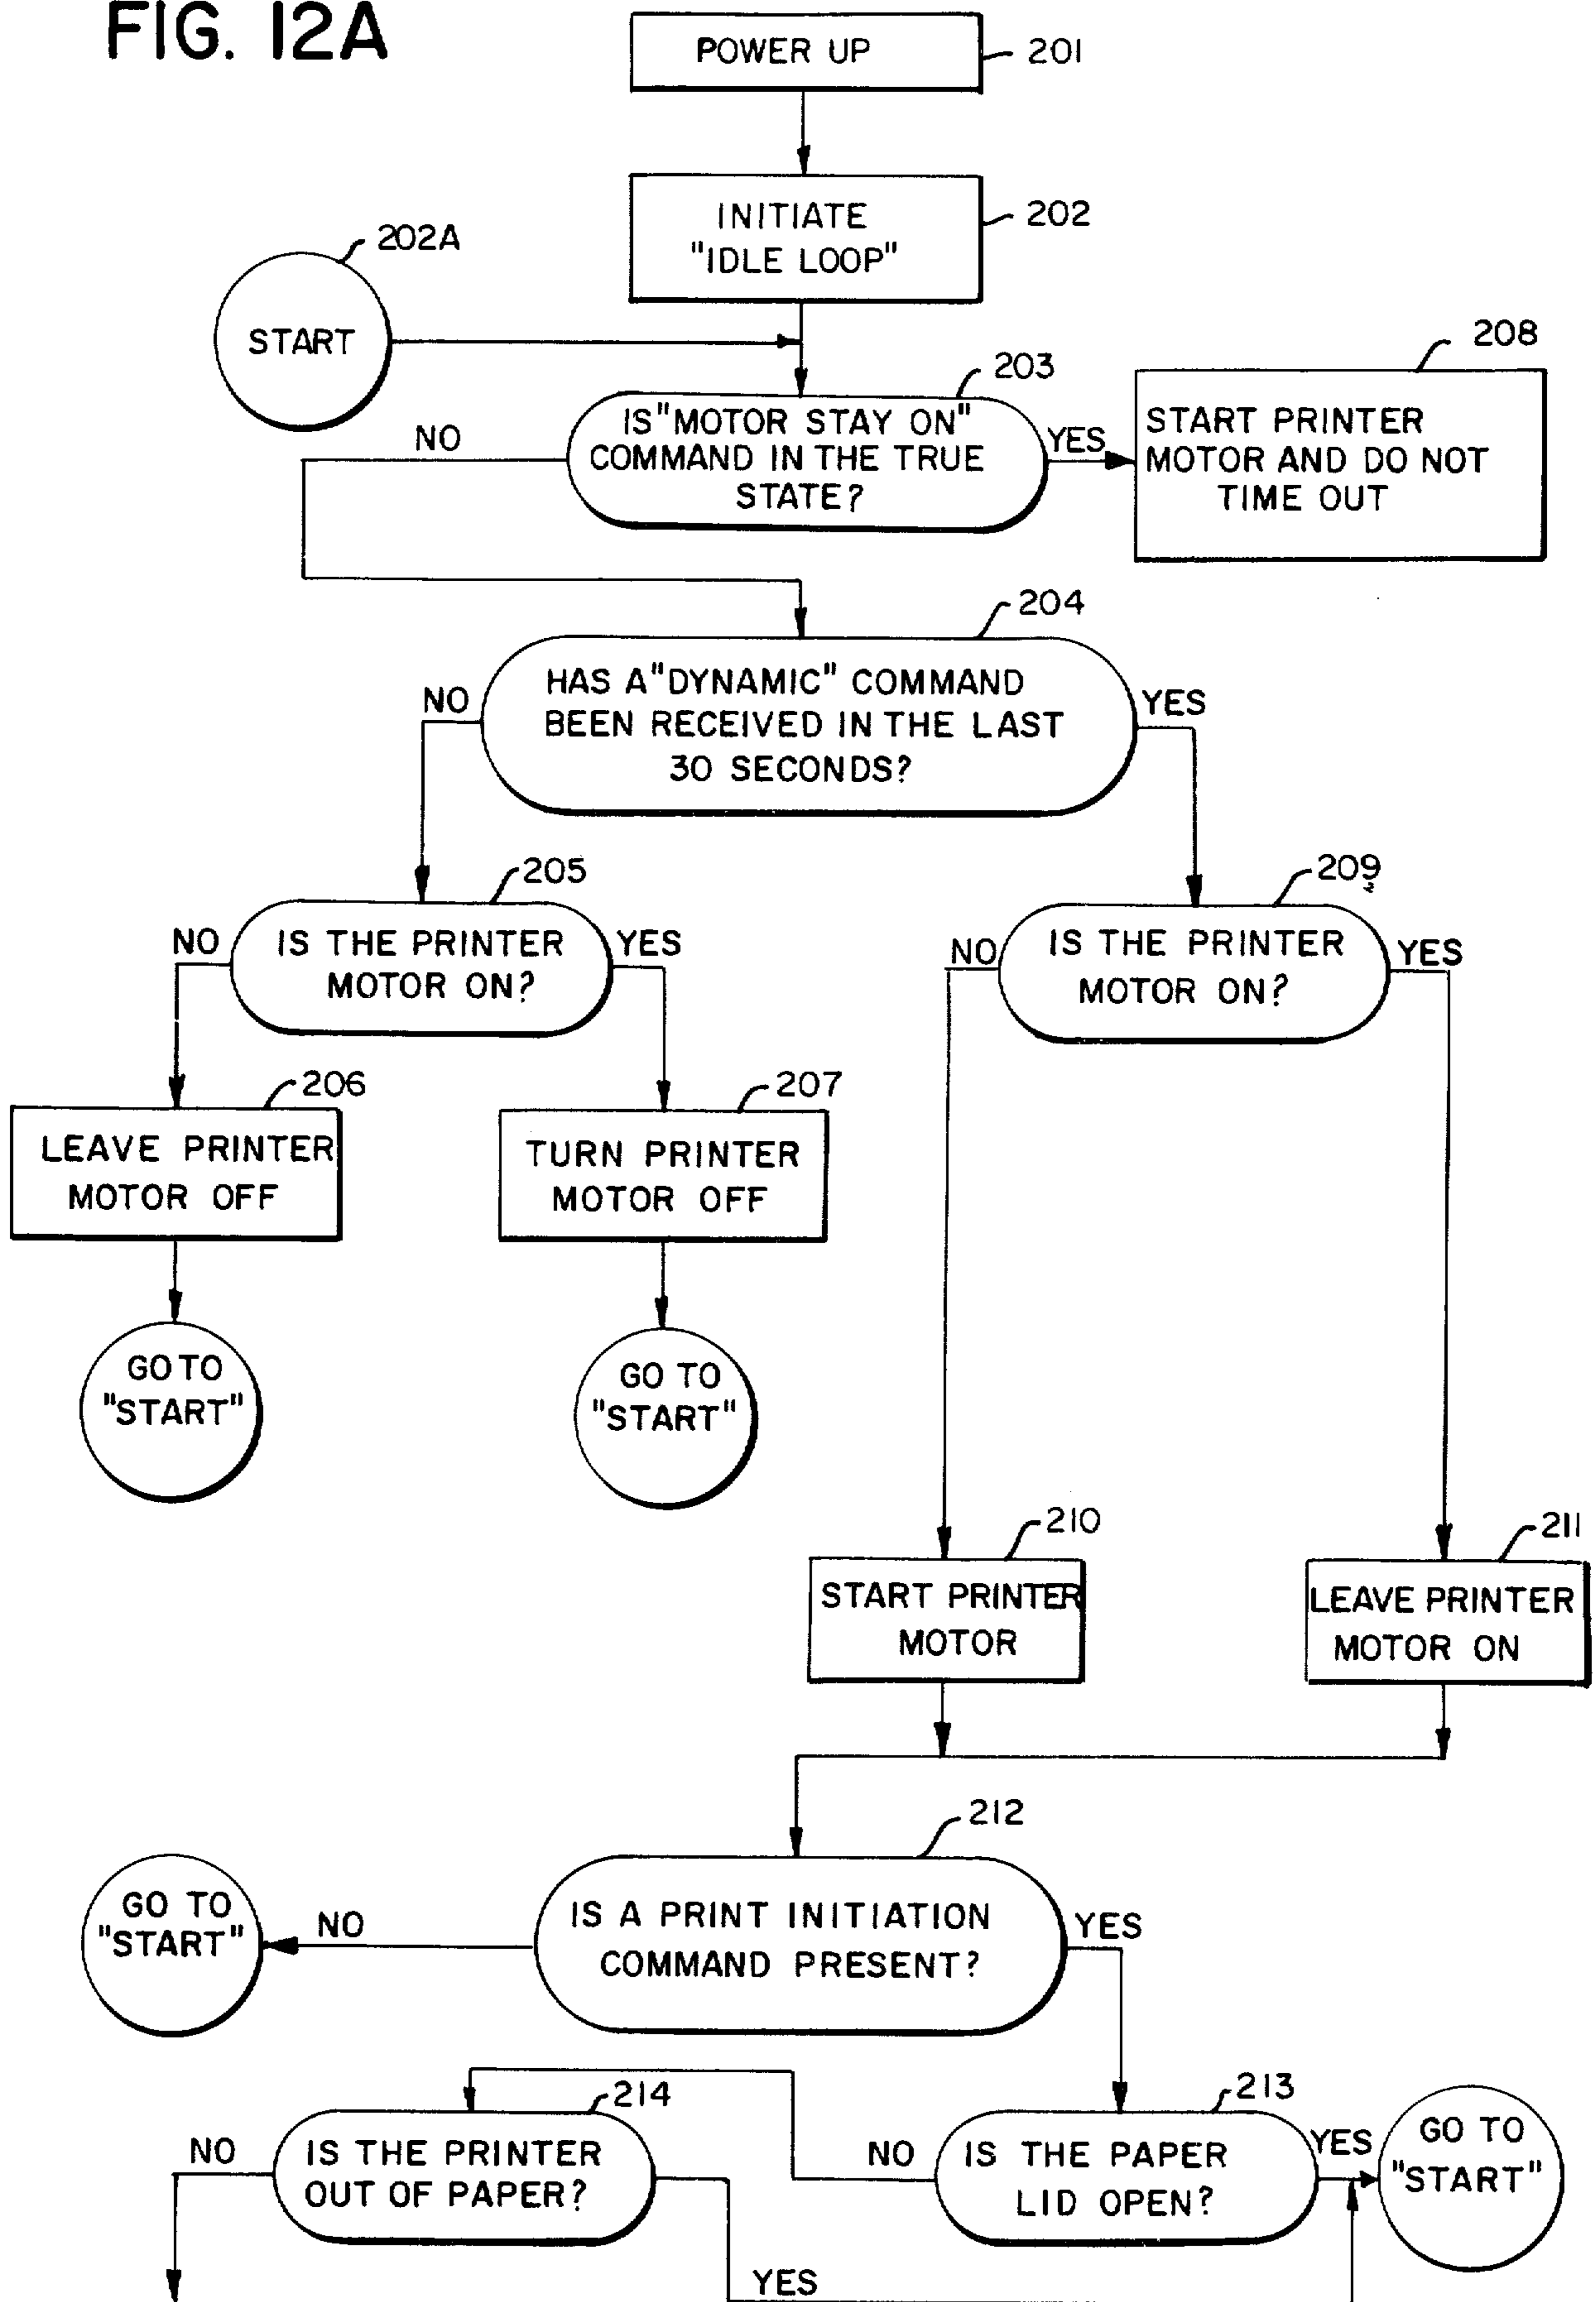 FIG. 12A
POWER UP
201
INITIATE
"IDLE LOOP"
202
202A
START
203
IS "MOTOR STAY ON"
COMMAND IN THE TRUE
STATE?
NO
YES
208
START PRINTER
MOTOR AND DO NOT
TIME OUT
204
HAS A "DYNAMIC" COMMAND
BEEN RECEIVED IN THE LAST
30 SECONDS?
NO
YES
205
IS THE PRINTER
MOTOR ON?
NO
YES
209
IS THE PRINTER
MOTOR ON?
NO
YES
206
LEAVE PRINTER
MOTOR OFF
207
TURN PRINTER
MOTOR OFF
GO TO
"START"
GO TO
"START"
210
START PRINTER
MOTOR
211
LEAVE PRINTER
MOTOR ON
212
IS A PRINT INITIATION
COMMAND PRESENT?
NO
YES
GO TO
"START"
214
IS THE PRINTER
OUT OF PAPER?
NO
YES
213
IS THE PAPER
LID OPEN?
NO
YES
GO TO
"START"